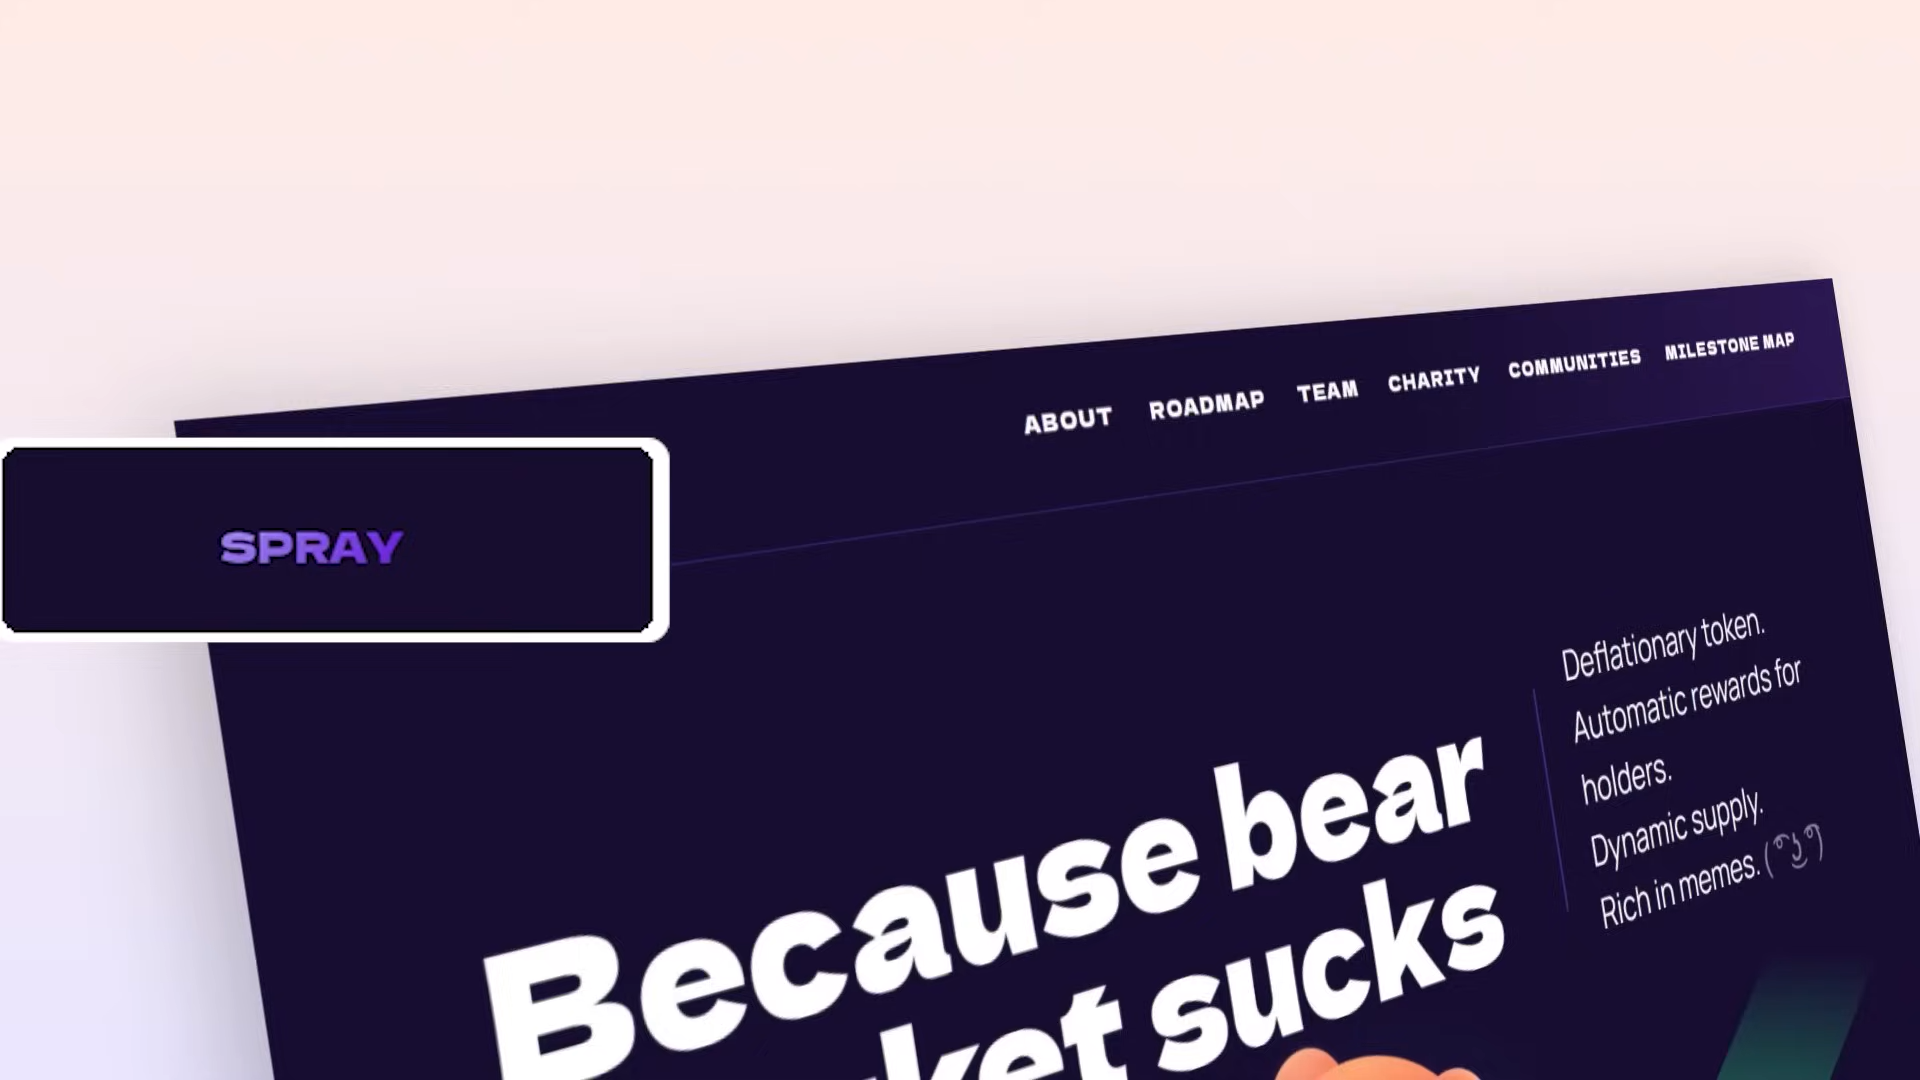 ABOUT ROADMAP TEAM CHARITY COMMUNITIES MILESTONE MAP
SPRAY
Deflationary token.
Automatic rewards for
holders.
Dynamic supply.
Rich in memes. ( ͡° ͜ʖ ͡°)
Because bear
ket sucks